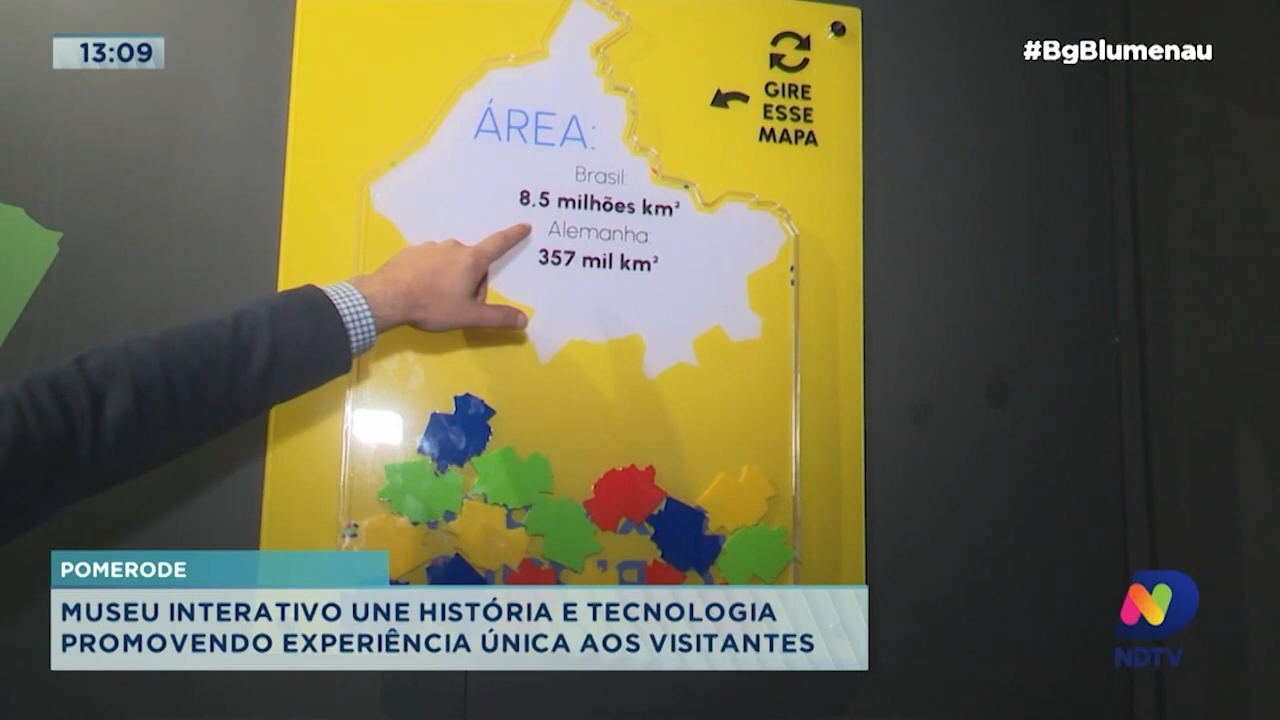 13:09
#BgBlumenau
GIRE
ESSE
MAPA
ÁREA:
Brasil:
8.5 milhões km²
Alemanha:
357 mil km²
POMERODE
MUSEU INTERATIVO UNE HISTÓRIA E TECNOLOGIA
PROMOVENDO EXPERIÊNCIA ÚNICA AOS VISITANTES
NDTV